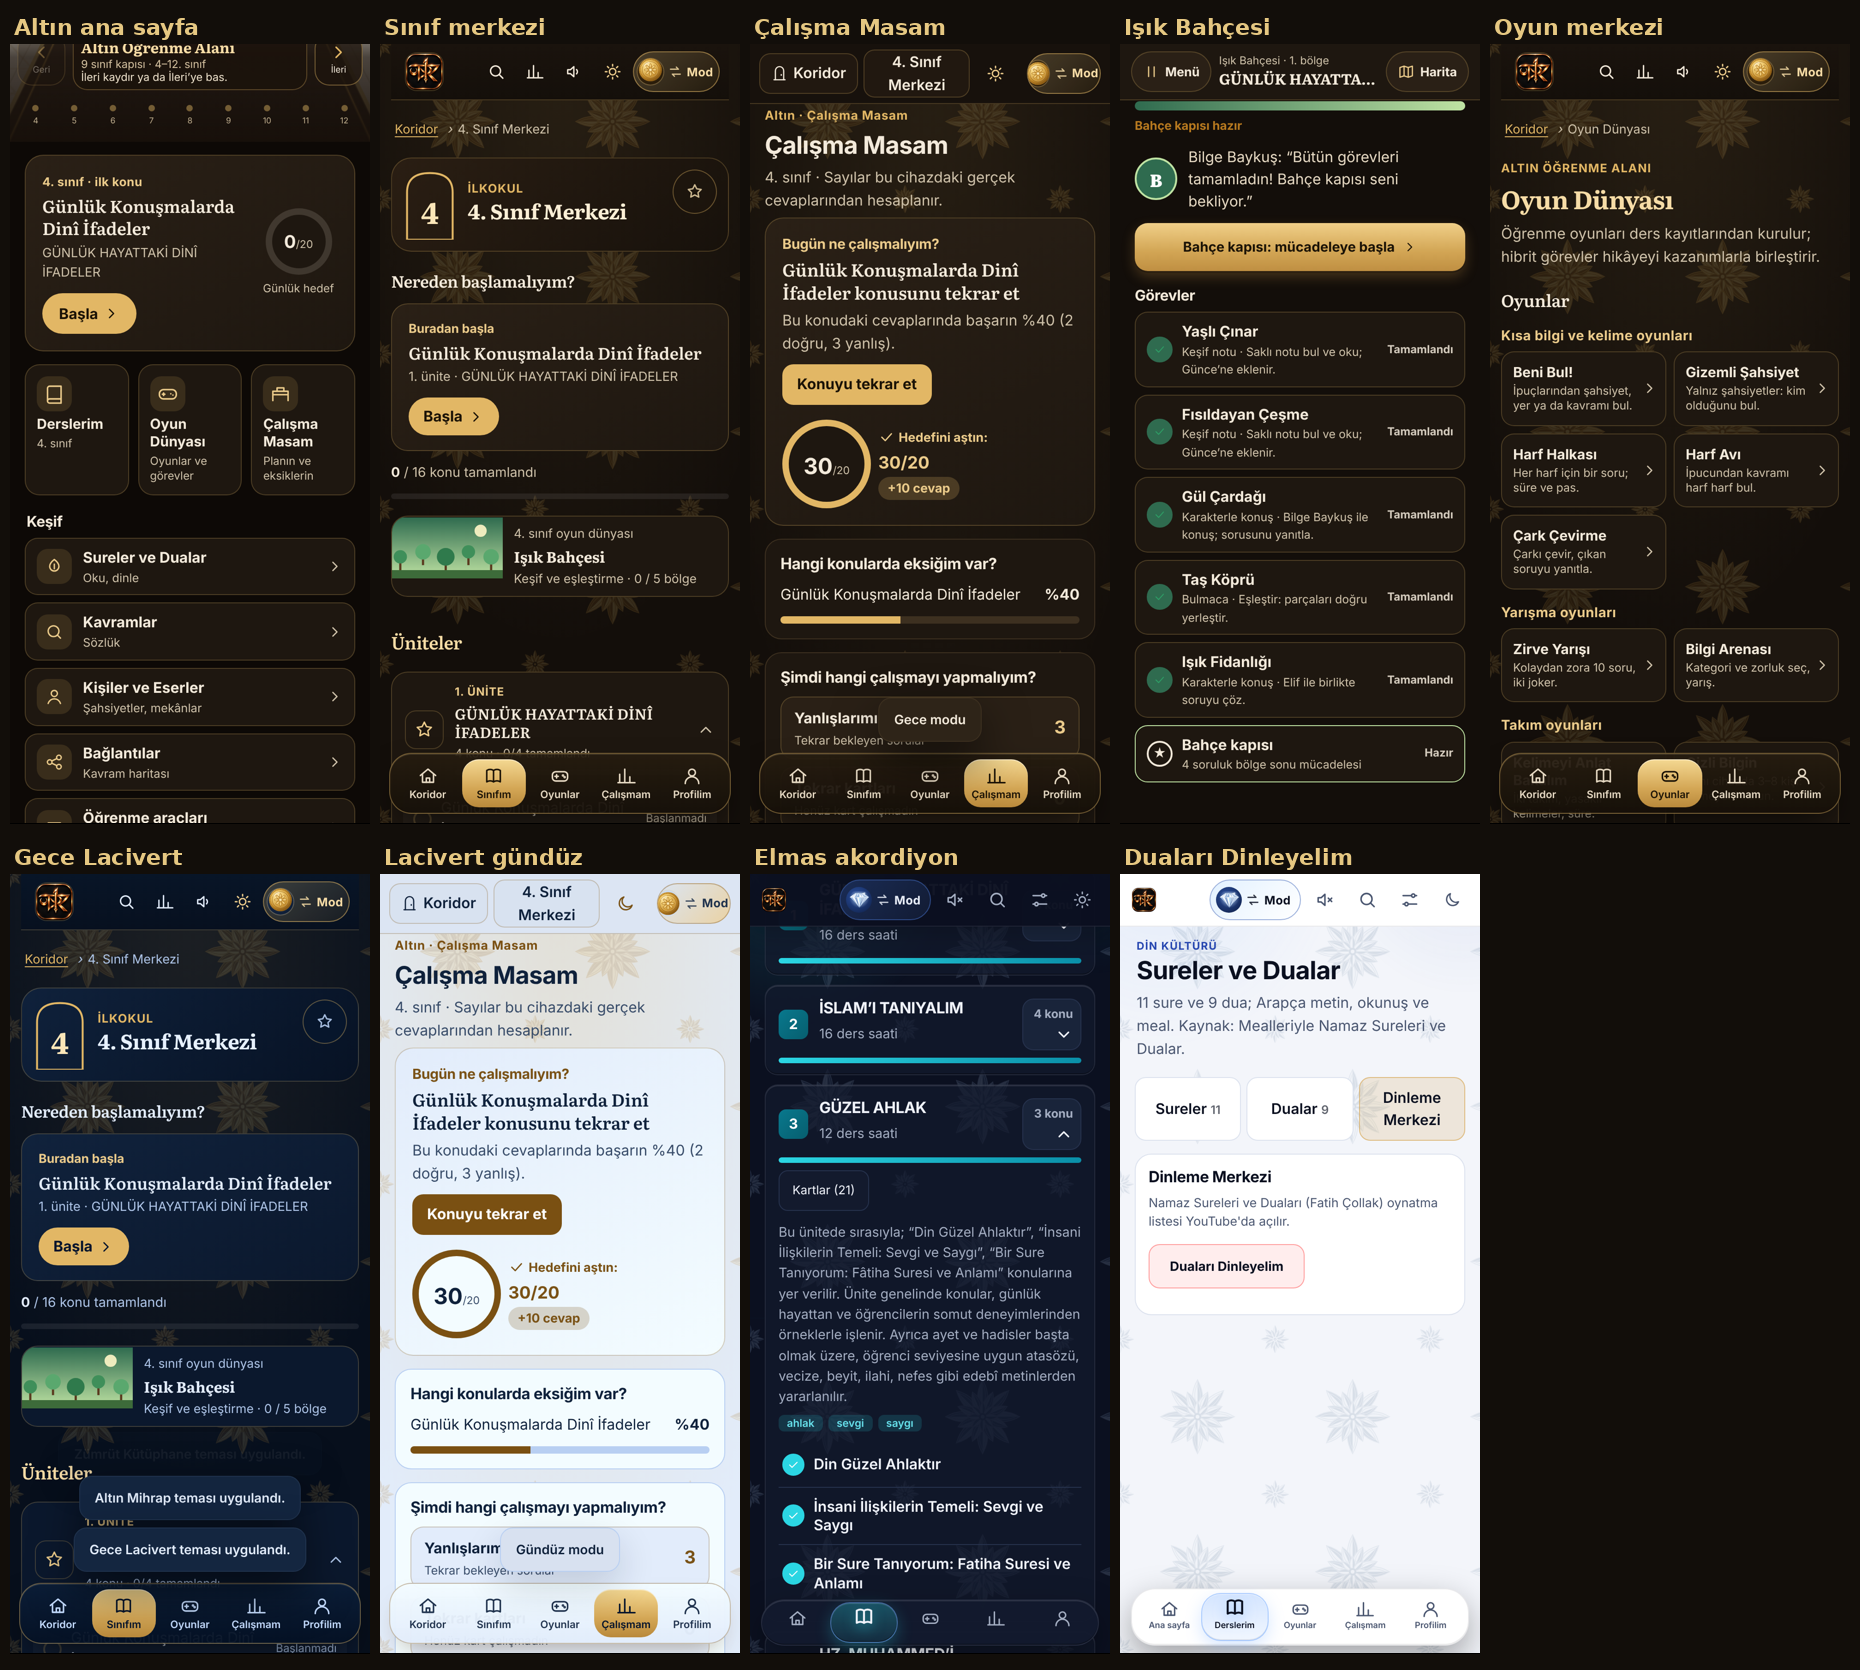 Altın ana sayfa
Altın Öğrenme Alanı
9 sınıf kapısı · 4–12. sınıf
İleri kaydır ya da İleri’ye bas.
Geri
İleri
4 5 6 7 8 9 10 11 12
4. sınıf · ilk konu
Günlük Konuşmalarda
Dinî İfadeler
GÜNLÜK HAYATTAKİ DİNÎ
İFADELER
0/20
Günlük hedef
Başla
Derslerim
4. sınıf
Oyun
Dünyası
Oyunlar ve
görevler
Çalışma
Masam
Planın ve
eksiklerin
Keşif
Sureler ve Dualar
Oku, dinle
Kavramlar
Sözlük
Kişiler ve Eserler
Şahsiyetler, mekânlar
Bağlantılar
Kavram haritası
Öğrenme araçları
Sınıf merkezi
Mod
Koridor › 4. Sınıf Merkezi
4
İLKOKUL
4. Sınıf Merkezi
Nereden başlamalıyım?
Buradan başla
Günlük Konuşmalarda Dinî İfadeler
1. ünite · GÜNLÜK HAYATTAKİ DİNÎ İFADELER
Başla
0 / 16 konu tamamlandı
4. sınıf oyun dünyası
Işık Bahçesi
Keşif ve eşleştirme · 0 / 5 bölge
Üniteler
1. ÜNİTE
GÜNLÜK HAYATTAKİ DİNÎ
İFADELER
4 konu · 0/4 tamamlandı
Koridor Sınıfım Oyunlar Çalışmam Profilim
Başlanmadı
Çalışma Masam
Koridor
4. Sınıf
Merkezi
Mod
Altın · Çalışma Masam
Çalışma Masam
4. sınıf · Sayılar bu cihazdaki gerçek
cevaplarından hesaplanır.
Bugün ne çalışmalıyım?
Günlük Konuşmalarda Dinî
İfadeler konusunu tekrar et
Bu konudaki cevaplarında başarın %40 (2
doğru, 3 yanlış).
Konuyu tekrar et
30/20
Hedefini aştın:
30/20
+10 cevap
Hangi konularda eksiğim var?
Günlük Konuşmalarda Dinî İfadeler %40
Şimdi hangi çalışmayı yapmalıyım?
Yanlışlarım
Gece modu
Tekrar bekleyen sorular
3
Koridor Sınıfım Oyunlar Çalışmam Profilim
Işık Bahçesi
Menü
Işık Bahçesi · 1. bölge
GÜNLÜK HAYATTA...
Harita
Bahçe kapısı hazır
B
Bilge Baykuş: “Bütün görevleri
tamamladın! Bahçe kapısı seni
bekliyor.”
Bahçe kapısı: mücadeleye başla
Görevler
Yaşlı Çınar
Keşif notu · Saklı notu bul ve oku;
Günce’ne eklenir.
Tamamlandı
Fısıldayan Çeşme
Keşif notu · Saklı notu bul ve oku;
Günce’ne eklenir.
Tamamlandı
Gül Çardağı
Karakterle konuş · Bilge Baykuş ile
konuş; sorusunu yanıtla.
Tamamlandı
Taş Köprü
Bulmaca · Eşleştir: parçaları doğru
yerleştir.
Tamamlandı
Işık Fidanlığı
Karakterle konuş · Elif ile birlikte
soruyu çöz.
Tamamlandı
Bahçe kapısı
4 soruluk bölge sonu mücadelesi
Hazır
Oyun merkezi
Mod
Koridor › Oyun Dünyası
ALTIN ÖĞRENME ALANI
Oyun Dünyası
Öğrenme oyunları ders kayıtlarından kurulur;
hibrit görevler hikâyeyi kazanımlarla birleştirir.
Oyunlar
Kısa bilgi ve kelime oyunları
Beni Bul!
İpuçlarından şahsiyet,
yer ya da kavramı bul.
Gizemli Şahsiyet
Yalnız şahsiyetler: kim
olduğunu bul.
Harf Halkası
Her harf için bir soru;
süre ve pas.
Harf Avı
İpucundan kavramı
harf harf bul.
Çark Çevirme
Çarkı çevir, çıkan
soruyu yanıtla.
Yarışma oyunları
Zirve Yarışı
Kolaydan zora 10 soru,
iki joker.
Bilgi Arenası
Kategori ve zorluk seç,
yarış.
Takım oyunları
Koridor Sınıfım Oyunlar Çalışmam Profilim
kelimeler, süre.
Gece Lacivert
Mod
Koridor › 4. Sınıf Merkezi
4
İLKOKUL
4. Sınıf Merkezi
Nereden başlamalıyım?
Buradan başla
Günlük Konuşmalarda Dinî İfadeler
1. ünite · GÜNLÜK HAYATTAKİ DİNÎ İFADELER
Başla
0 / 16 konu tamamlandı
4. sınıf oyun dünyası
Işık Bahçesi
Keşif ve eşleştirme · 0 / 5 bölge
Zümrüt Kütüphane teması uygulandı.
Üniteler
Altın Mihrap teması uygulandı.
1. ÜNİTE
Gece Lacivert teması uygulandı.
4 konu · 0/4 tamamlandı
Koridor Sınıfım Oyunlar Çalışmam Profilim
Başlanmadı
Lacivert gündüz
Koridor
4. Sınıf
Merkezi
Mod
Altın · Çalışma Masam
Çalışma Masam
4. sınıf · Sayılar bu cihazdaki gerçek
cevaplarından hesaplanır.
Bugün ne çalışmalıyım?
Günlük Konuşmalarda Dinî
İfadeler konusunu tekrar et
Bu konudaki cevaplarında başarın %40 (2
doğru, 3 yanlış).
Konuyu tekrar et
30/20
Hedefini aştın:
30/20
+10 cevap
Hangi konularda eksiğim var?
Günlük Konuşmalarda Dinî İfadeler %40
Şimdi hangi çalışmayı yapmalıyım?
Yanlışlarım
Gündüz modu
Tekrar bekleyen sorular
3
Koridor Sınıfım Oyunlar Çalışmam Profilim
Elmas akordiyon
Mod
16 ders saati
2
İSLAM’I TANIYALIM
16 ders saati
4 konu
3
GÜZEL AHLAK
12 ders saati
3 konu
Kartlar (21)
Bu ünitede sırasıyla; “Din Güzel Ahlaktır”, “İnsani
İlişkilerin Temeli: Sevgi ve Saygı”, “Bir Sure
Tanıyorum: Fâtiha Suresi ve Anlamı” konularına
yer verilir. Ünite genelinde konular, günlük
hayattan ve öğrencilerin somut deneyimlerinden
örneklerle işlenir. Ayrıca ayet ve hadisler başta
olmak üzere, öğrenci seviyesine uygun atasözü,
vecize, beyit, ilahi, nefes gibi edebî metinlerden
yararlanılır.
ahlak sevgi saygı
Din Güzel Ahlaktır
İnsani İlişkilerin Temeli: Sevgi ve
Saygı
Bir Sure Tanıyorum: Fatiha Suresi ve
Anlamı
HZ. MUHAMMED’İ
Duaları Dinleyelim
Mod
DİN KÜLTÜRÜ
Sureler ve Dualar
11 sure ve 9 dua; Arapça metin, okunuş ve
meal. Kaynak: Mealleriyle Namaz Sureleri ve
Dualar.
Sureler 11
Dualar 9
Dinleme
Merkezi
Dinleme Merkezi
Namaz Sureleri ve Duaları (Fatih Çollak) oynatma
listesi YouTube'da açılır.
Duaları Dinleyelim
Ana sayfa Derslerim Oyunlar Çalışmam Profilim